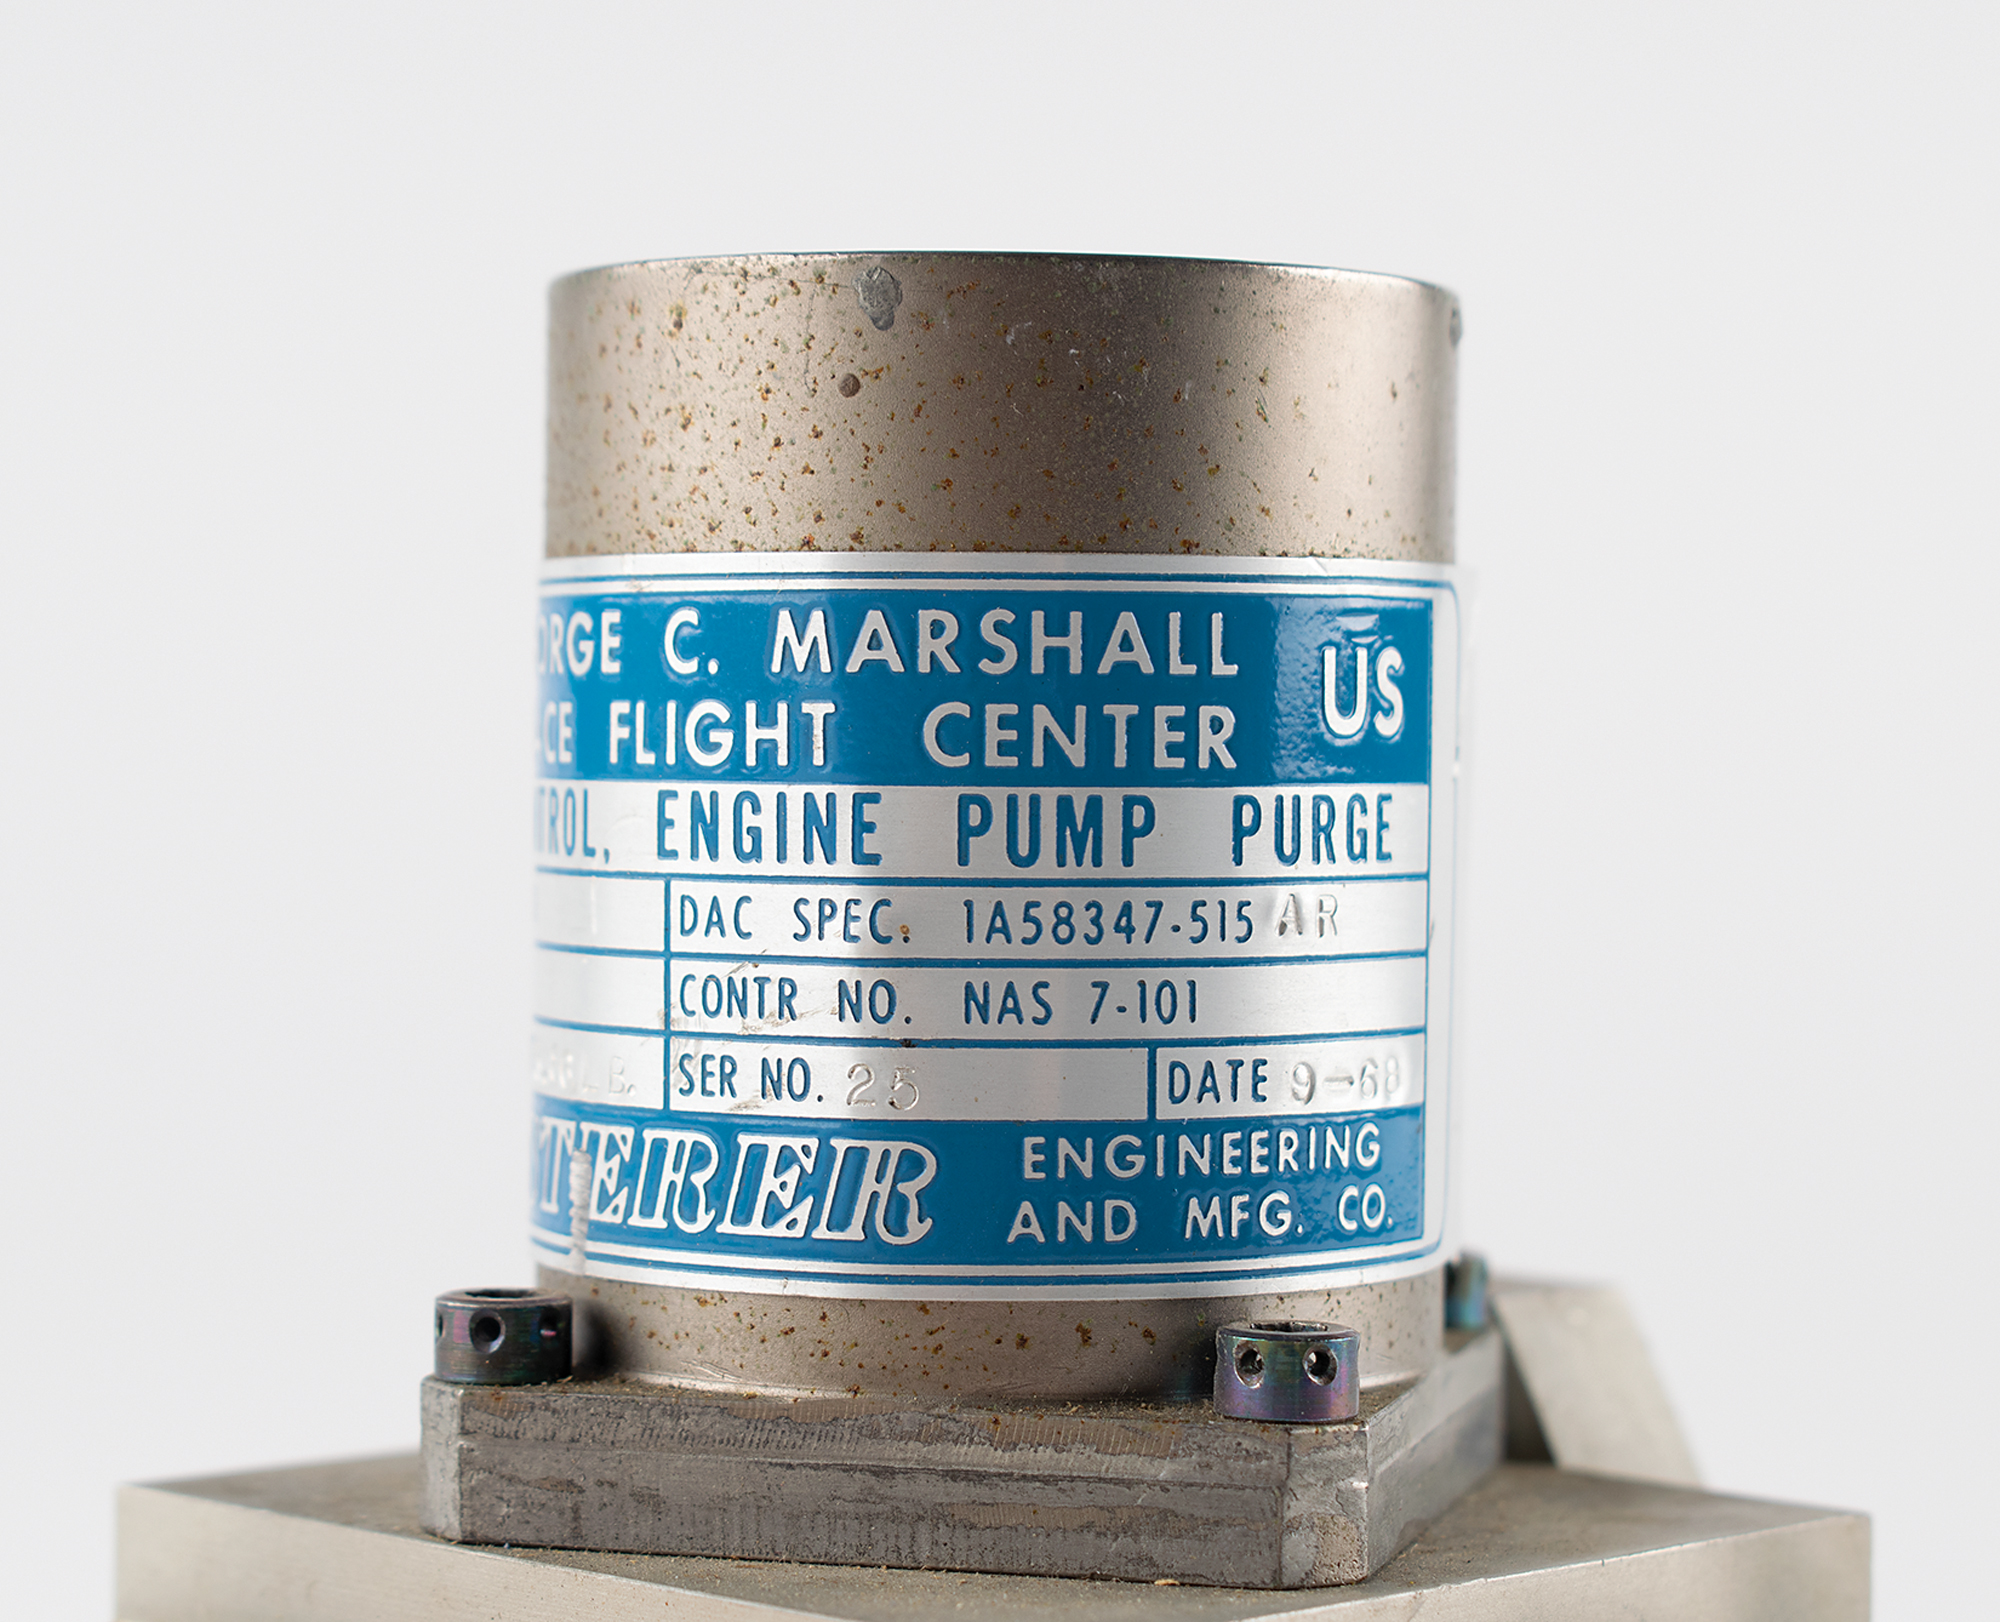 ORGE C. MARSHALL US
ACE FLIGHT CENTER
TROL, ENGINE PUMP PURGE
DAC SPEC. 1A58347-515 AR
CONTR NO. NAS 7-101
B. SER NO. 25 DATE 9-68
TERER ENGINEERING
AND MFG. CO.